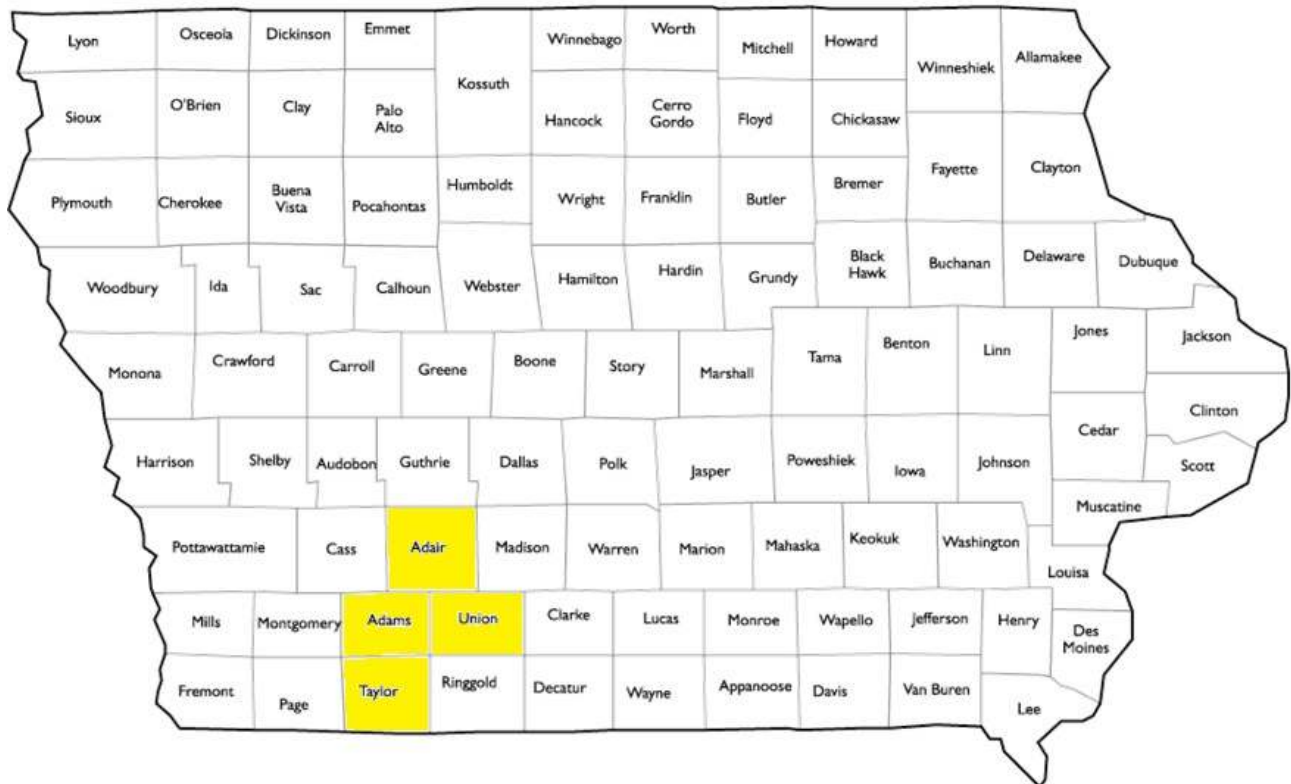 Lyon
Osceola
Dickinson
Emmet
Kossuth
Winnebago
Worth
Mitchell
Howard
Winneshiek
Allamakee
Sioux
O'Brien
Clay
Palo
Alto
Hancock
Cerro
Gordo
Floyd
Chickasaw
Fayette
Clayton
Plymouth
Cherokee
Buena
Vista
Pocahontas
Humboldt
Wright
Franklin
Butler
Bremer
Woodbury
Ida
Sac
Calhoun
Webster
Hamilton
Hardin
Grundy
Black
Hawk
Buchanan
Delaware
Dubuque
Monona
Crawford
Carroll
Greene
Boone
Story
Marshall
Tama
Benton
Linn
Jones
Jackson
Clinton
Harrison
Shelby
Audobon
Guthrie
Dallas
Polk
Jasper
Poweshiek
Iowa
Johnson
Cedar
Scott
Muscatine
Pottawattamie
Cass
Adair
Madison
Warren
Marion
Mahaska
Keokuk
Washington
Louisa
Mills
Montgomery
Adams
Union
Clarke
Lucas
Monroe
Wapello
Jefferson
Henry
Des
Moines
Fremont
Page
Taylor
Ringgold
Decatur
Wayne
Appanoose
Davis
Van Buren
Lee